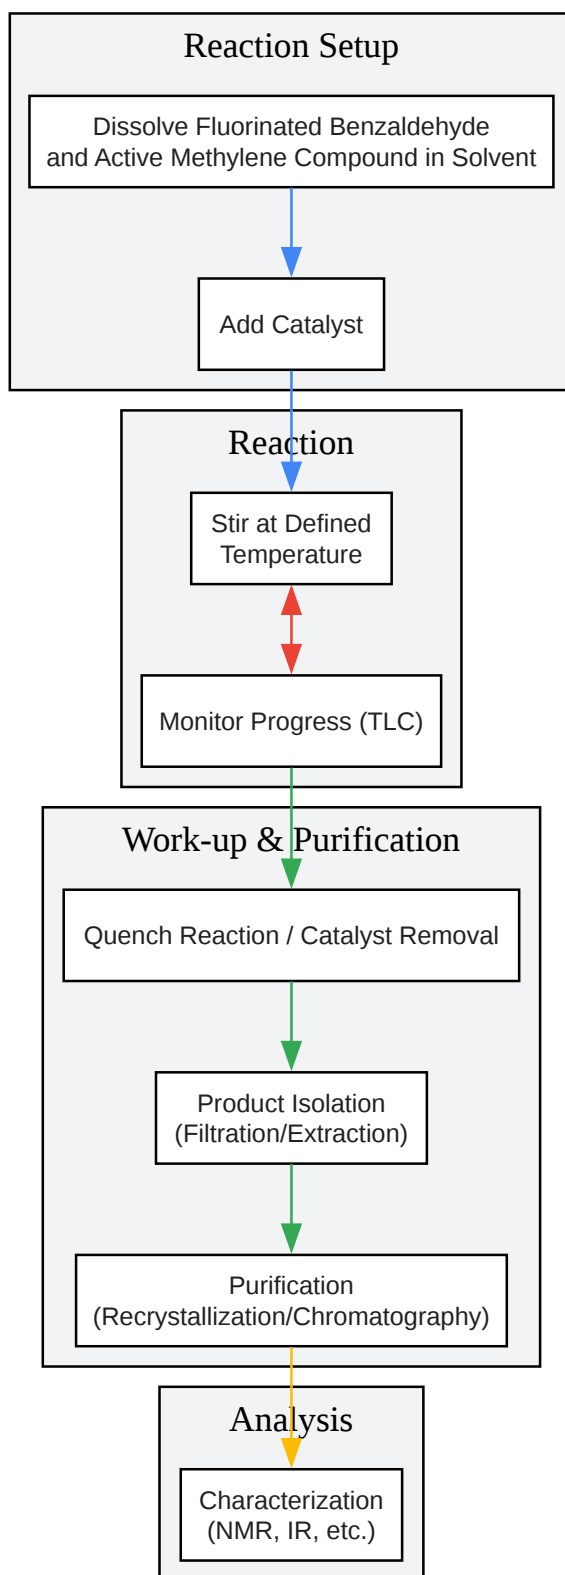 Reaction Setup
Dissolve Fluorinated Benzaldehyde
and Active Methylene Compound in Solvent
Add Catalyst
Reaction
Stir at Defined
Temperature
Monitor Progress (TLC)
Work-up & Purification
Quench Reaction / Catalyst Removal
Product Isolation
(Filtration/Extraction)
Purification
(Recrystallization/Chromatography)
Analysis
Characterization
(NMR, IR, etc.)